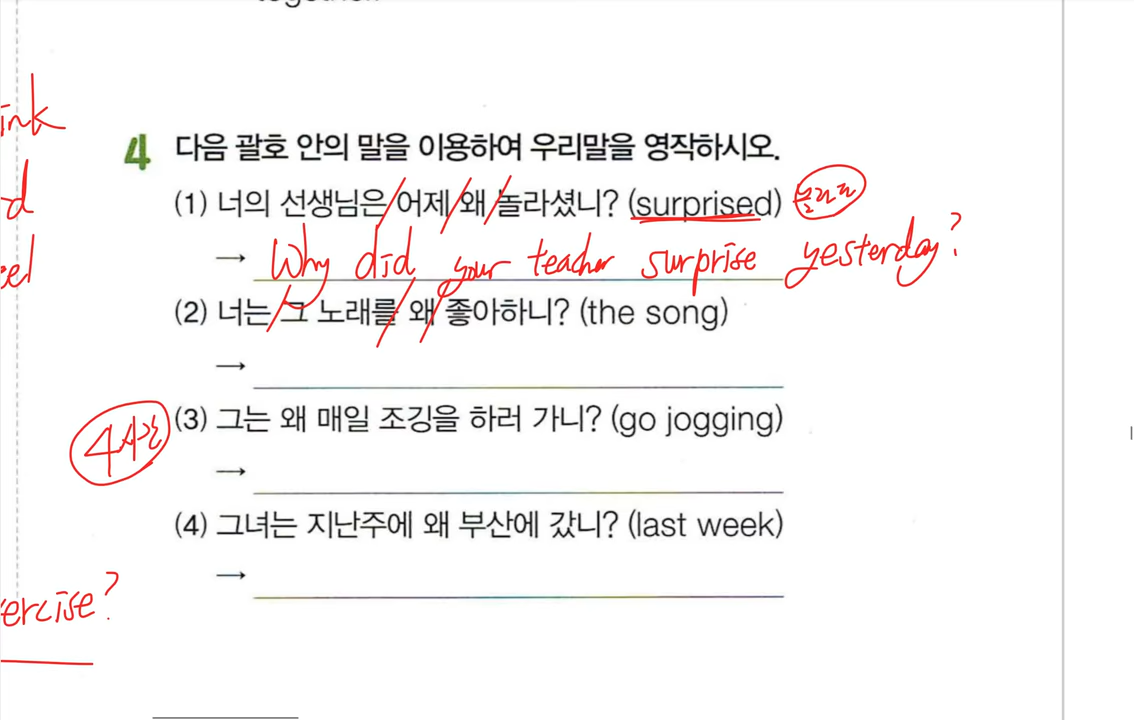 4 다음 괄호 안의 말을 이용하여 우리말을 영작하시오.
(1) 너의 선생님은 어제 왜 놀라셨니? (surprised)
→ Why did your teacher surprise yesterday?
(2) 너는 그 노래를 왜 좋아하니? (the song)
→
4시간
(3) 그는 왜 매일 조깅을 하러 가니? (go jogging)
→
(4) 그녀는 지난주에 왜 부산에 갔니? (last week)
→
ercise?